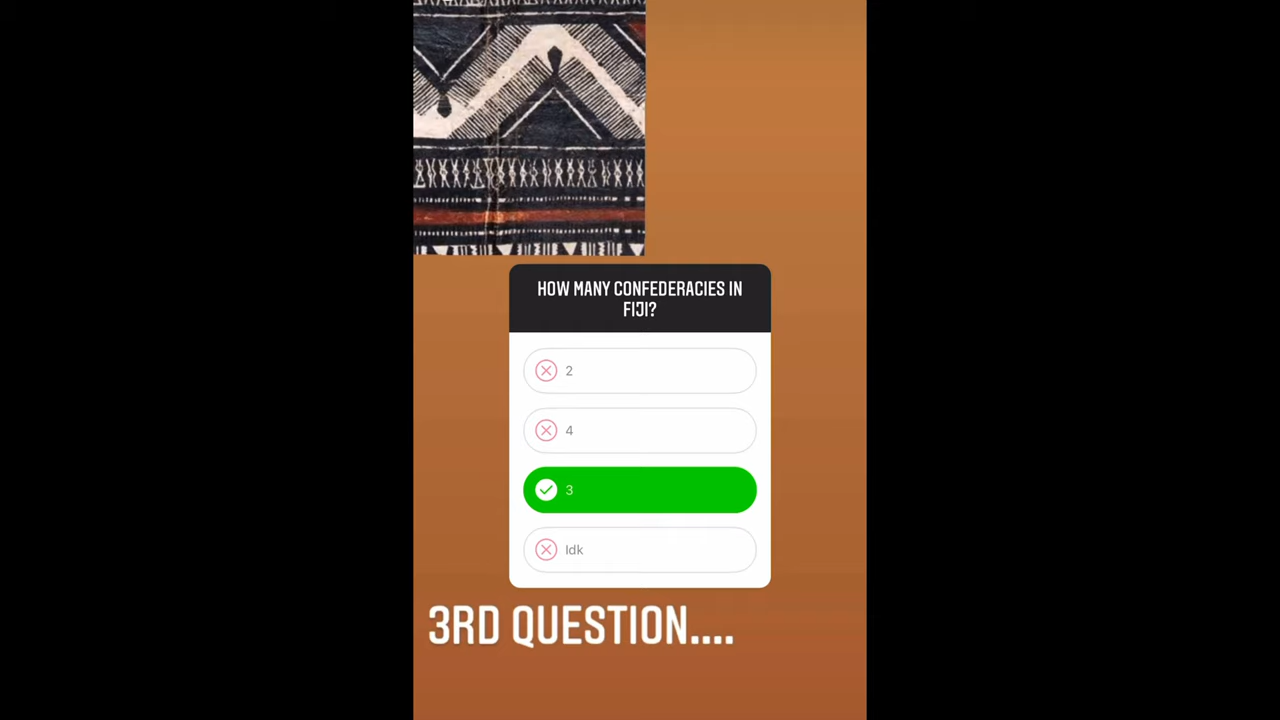 HOW MANY CONFEDERACIES IN
FIJI?
2
4
3
Idk
3RD QUESTION....